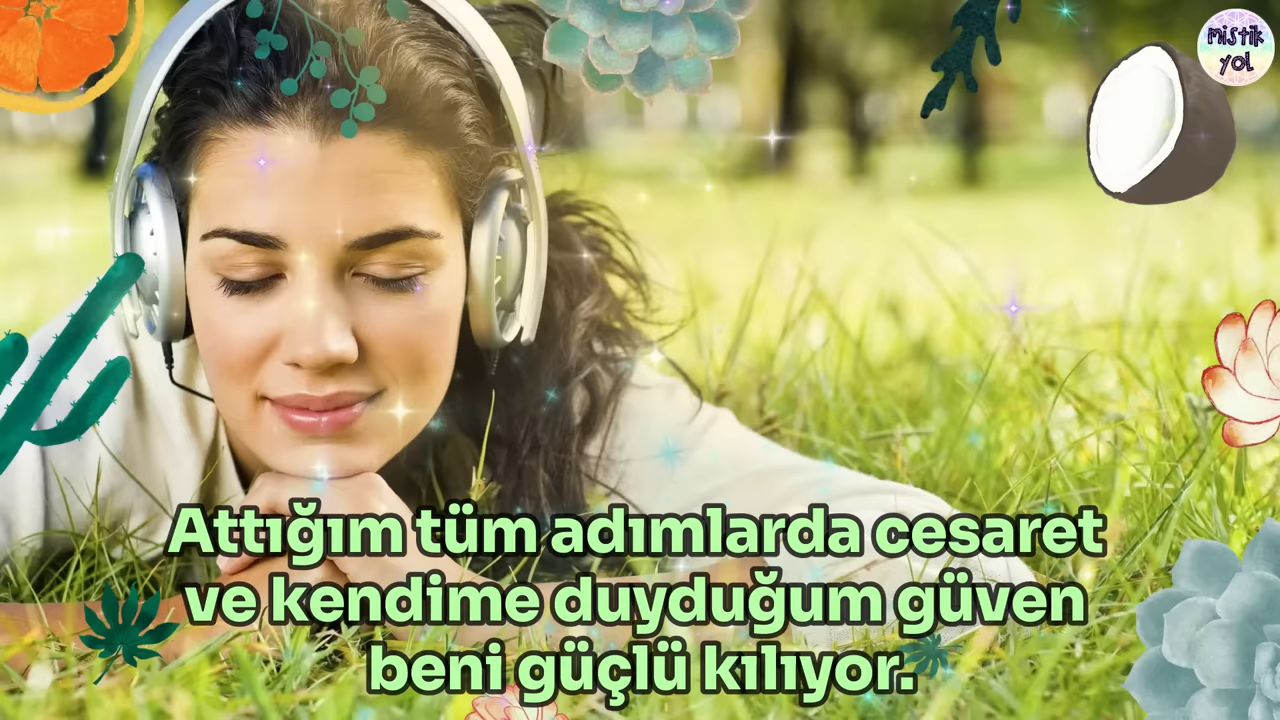 mistik
yol
Attığım tüm adımlarda cesaret
ve kendime duyduğum güven
beni güçlü kılıyor.